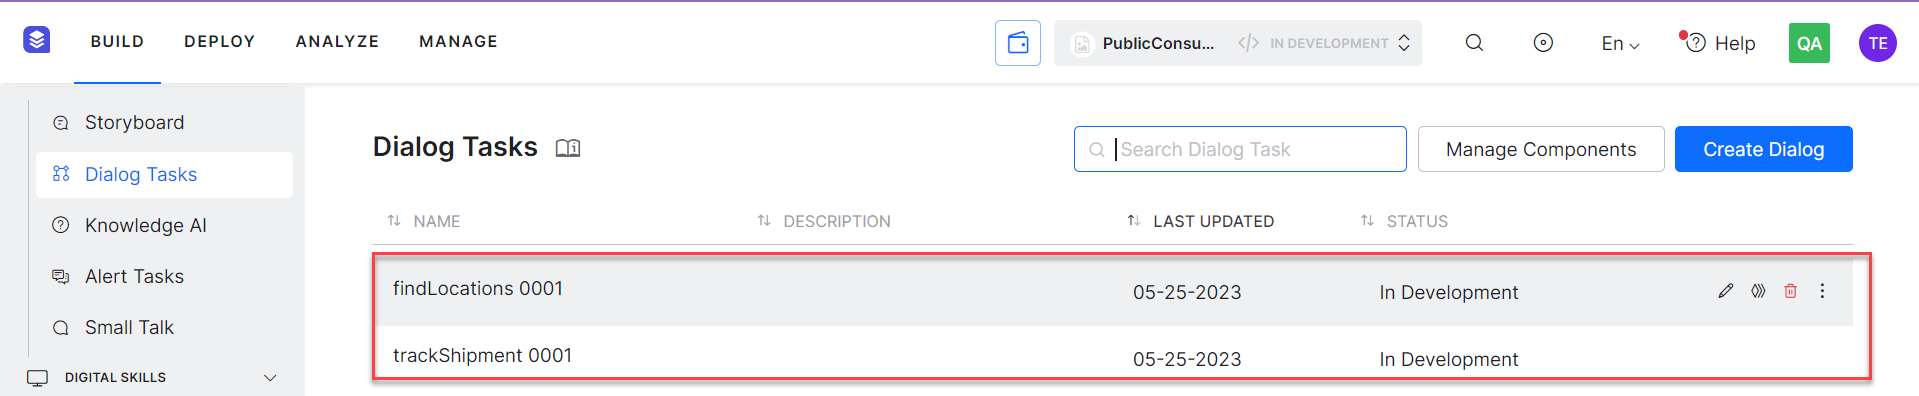 BUILD DEPLOY ANALYZE MANAGE PublicConsu... IN DEVELOPMENT En Help QA TE
Storyboard
Dialog Tasks
Knowledge AI
Alert Tasks
Small Talk
DIGITAL SKILLS
Dialog Tasks Search Dialog Task Manage Components Create Dialog
NAME DESCRIPTION LAST UPDATED STATUS
findLocations 0001 05-25-2023 In Development
trackShipment 0001 05-25-2023 In Development